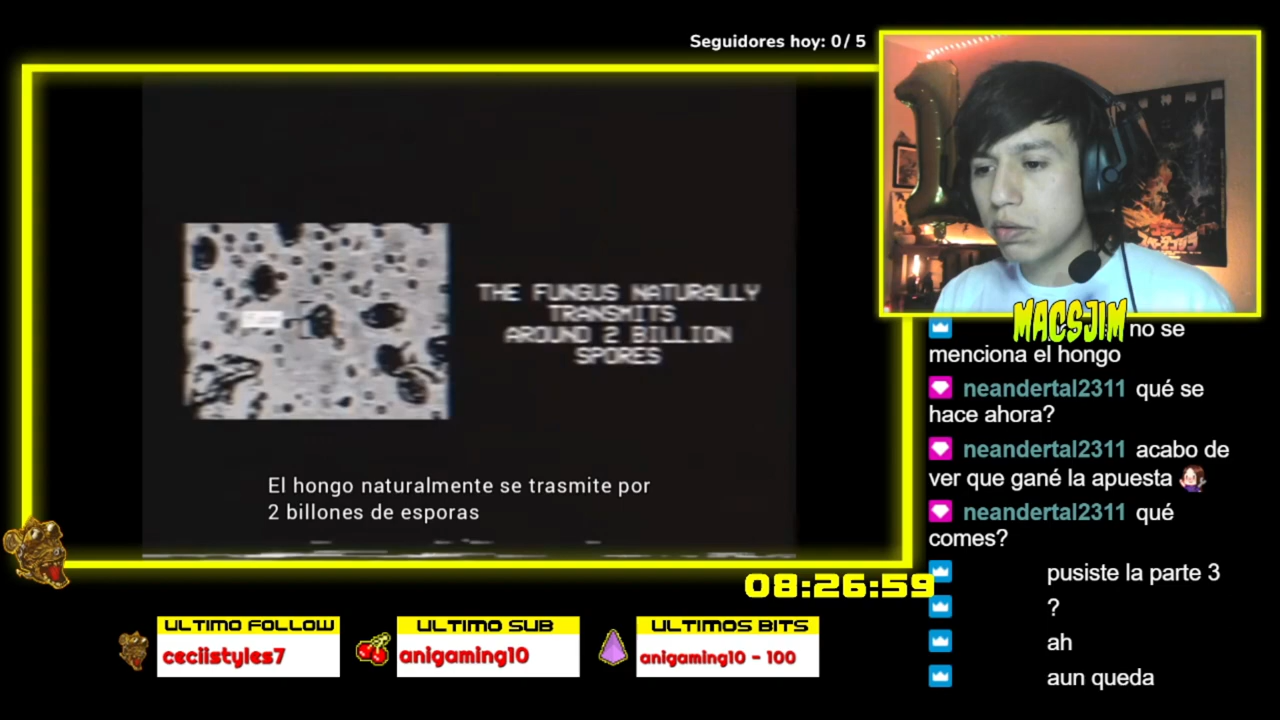 Seguidores hoy: 0/ 5
THE FUNGUS NATURALLY
TRANSMITS
AROUND 2 BILLION
SPORES
El hongo naturalmente se trasmite por
2 billones de esporas
MACSJIM
no se
menciona el hongo
neandertal2311 qué se
hace ahora?
neandertal2311 acabo de
ver que gané la apuesta
neandertal2311 qué
comes?
pusiste la parte 3
?
ah
aun queda
08:26:59
ULTIMO FOLLOW
ceciistyles7
ULTIMO SUB
anigaming10
ULTIMOS BITS
anigaming10 - 100